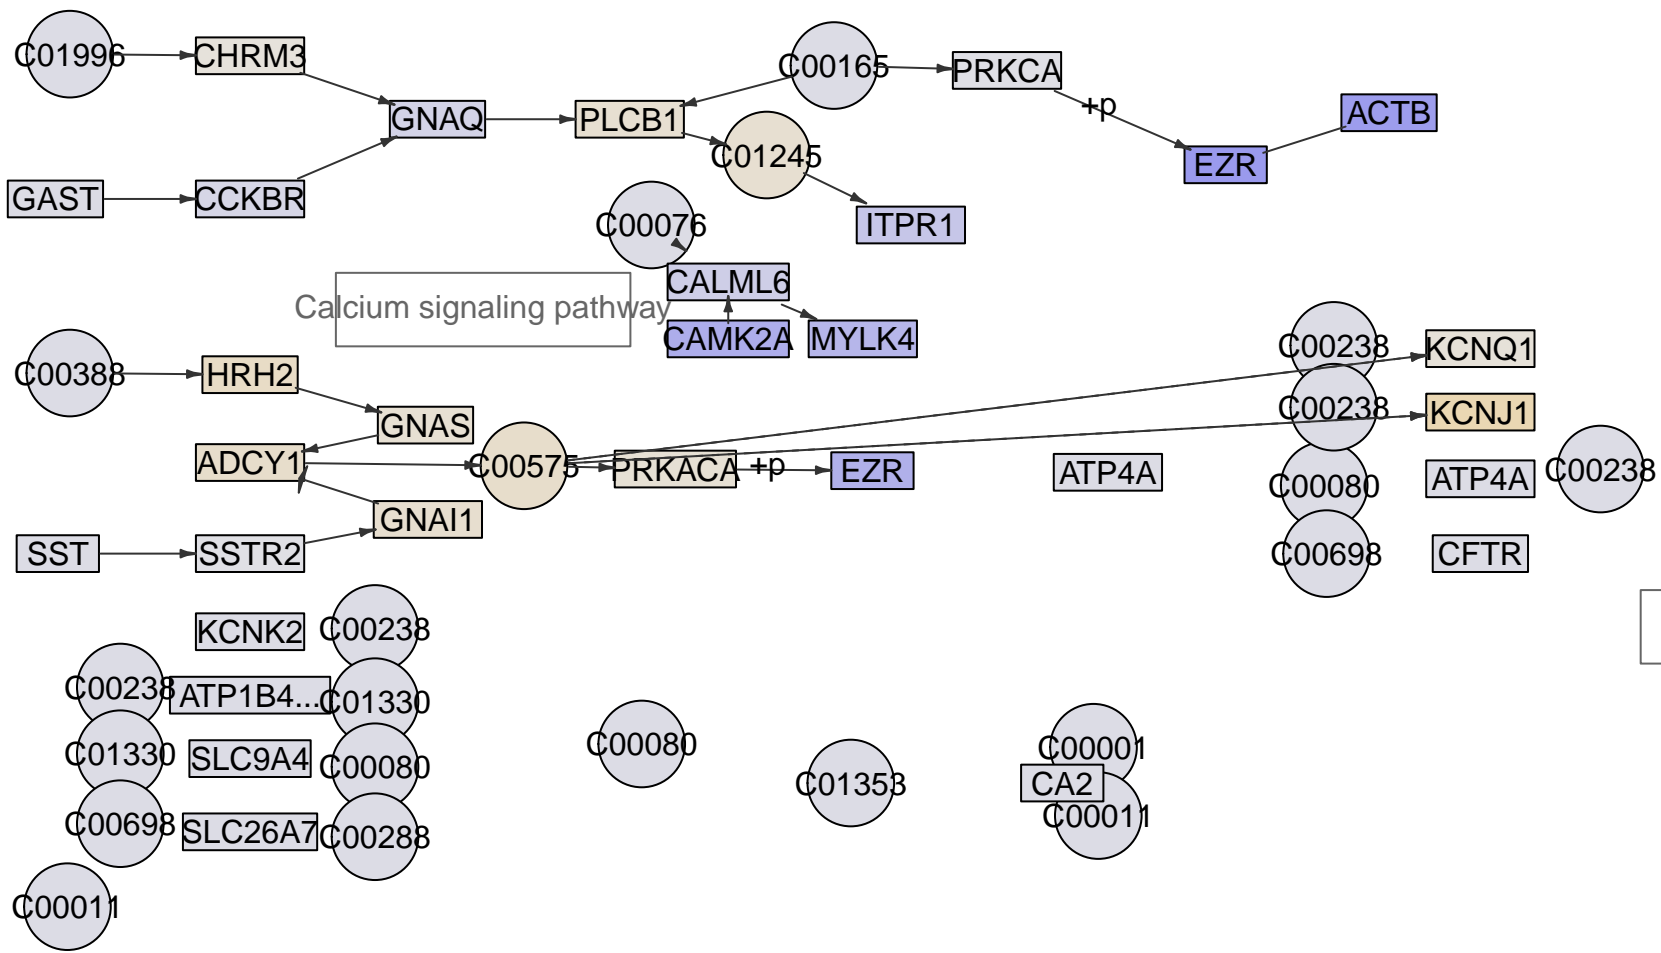 C01996
CHRM3
C00165
PRKCA
GNAQ
PLCB1
+p
ACTB
C01245
EZR
GAST
CCKBR
C00076
ITPR1
CALML6
Calcium signaling pathway
CAMK2A
MYLK4
C00238
KCNQ1
C00388
HRH2
C00238
KCNJ1
GNAS
ADCY1
C00575
PRKACA
+p
EZR
ATP4A
C00080
ATP4A
C00238
GNAI1
SST
SSTR2
C00698
CFTR
KCNK2
C00238
C00238
ATP1B4...
C01330
C01330
SLC9A4
C00080
C00080
C01353
C00001
CA2
C00011
C00698
SLC26A7
C00288
C00011